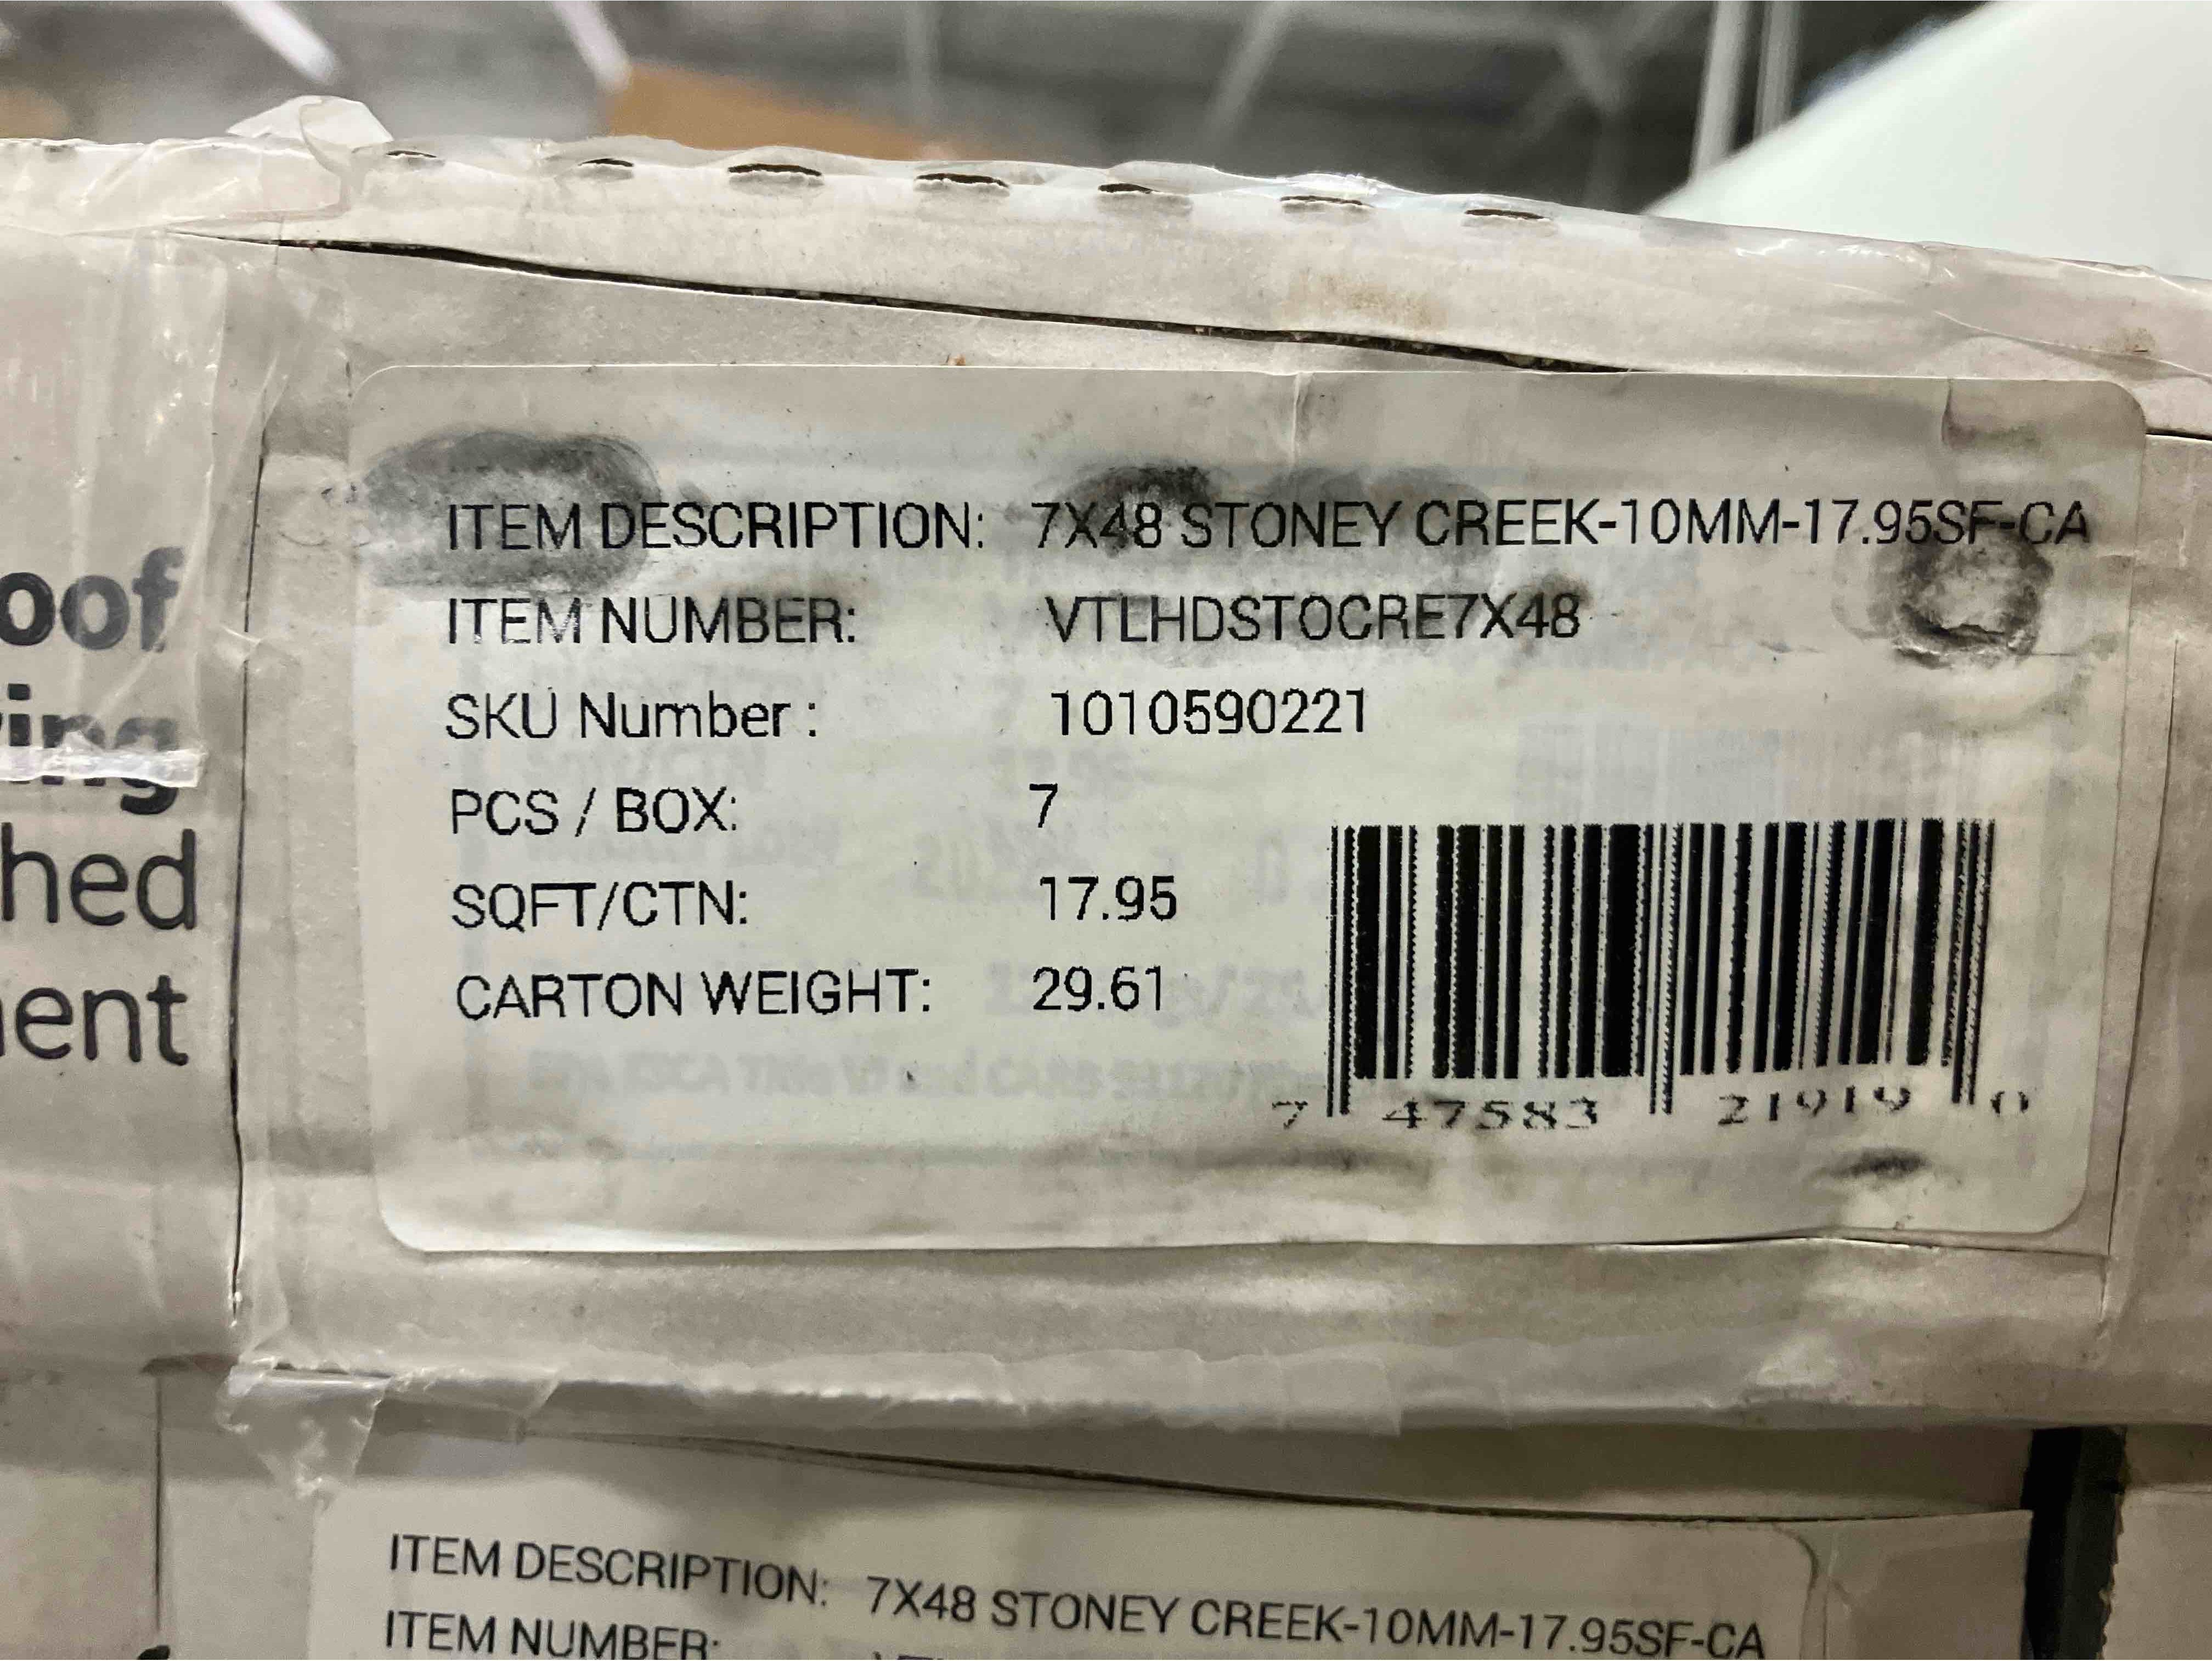 oof
ing
hed
ent
ITEM DESCRIPTION: 7X48 STONEY CREEK-10MM-17.95SF-CA
ITEM NUMBER: VTLHDSTOCRE7X48
SKU Number : 1010590221
PCS / BOX: 7
SQFT/CTN: 17.95
CARTON WEIGHT: 29.61
7 47583 21919 0
ITEM DESCRIPTION: 7X48 STONEY CREEK-10MM-17.95SF-CA
ITEM NUMBER: